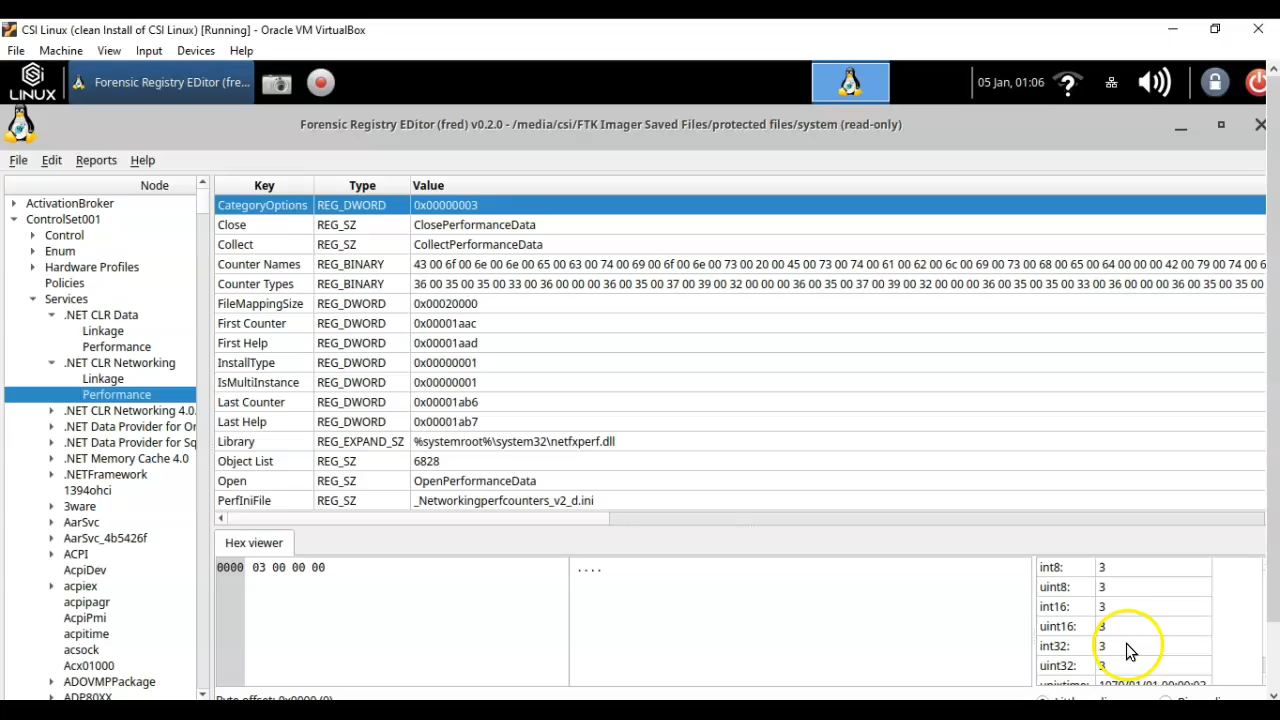 CSI Linux (clean Install of CSI Linux) [Running] - Oracle VM VirtualBox
File Machine View Input Devices Help
CSI LINUX Forensic Registry EDitor (fre... 05 Jan, 01:06
Forensic Registry EDitor (fred) v0.2.0 - /media/csi/FTK Imager Saved Files/protected files/system (read-only)
File Edit Reports Help
Node
ActivationBroker
ControlSet001
Control
Enum
Hardware Profiles
Policies
Services
.NET CLR Data
Linkage
Performance
.NET CLR Networking
Linkage
Performance
.NET CLR Networking 4.0.
.NET Data Provider for Or
.NET Data Provider for Sq
.NET Memory Cache 4.0
.NETFramework
1394ohci
3ware
AarSvc
AarSvc_4b5426f
ACPI
AcpiDev
acpiex
acpipagr
AcpiPmi
acpitime
acsock
Acx01000
ADOVMPPackage
ADP80XX
Key Type Value
CategoryOptions REG_DWORD 0x00000003
Close REG_SZ ClosePerformanceData
Collect REG_SZ CollectPerformanceData
Counter Names REG_BINARY 43 00 6f 00 6e 00 6e 00 65 00 63 00 74 00 69 00 6f 00 6e 00 73 00 20 00 45 00 73 00 74 00 61 00 62 00 6c 00 69 00 73 00 68 00 65 00 64 00 00 00 42 00 79 00 74 00 6
Counter Types REG_BINARY 36 00 35 00 35 00 33 00 36 00 00 00 36 00 35 00 37 00 39 00 32 00 00 00 36 00 35 00 37 00 39 00 32 00 00 00 36 00 35 00 35 00 33 00 36 00 00 00 36 00 35 00 35 00
FileMappingSize REG_DWORD 0x00020000
First Counter REG_DWORD 0x00001aac
First Help REG_DWORD 0x00001aad
InstallType REG_DWORD 0x00000001
IsMultiInstance REG_DWORD 0x00000001
Last Counter REG_DWORD 0x00001ab6
Last Help REG_DWORD 0x00001ab7
Library REG_EXPAND_SZ %systemroot%\system32\netfxperf.dll
Object List REG_SZ 6828
Open REG_SZ OpenPerformanceData
PerfIniFile REG_SZ _Networkingperfcounters_v2_d.ini
Hex viewer
0000 03 00 00 00 ....
int8: 3
uint8: 3
int16: 3
uint16: 3
int32: 3
uint32: 3
unixtime: 1970/01/01 00:00:03
Byte offset: 0x0000 (0)